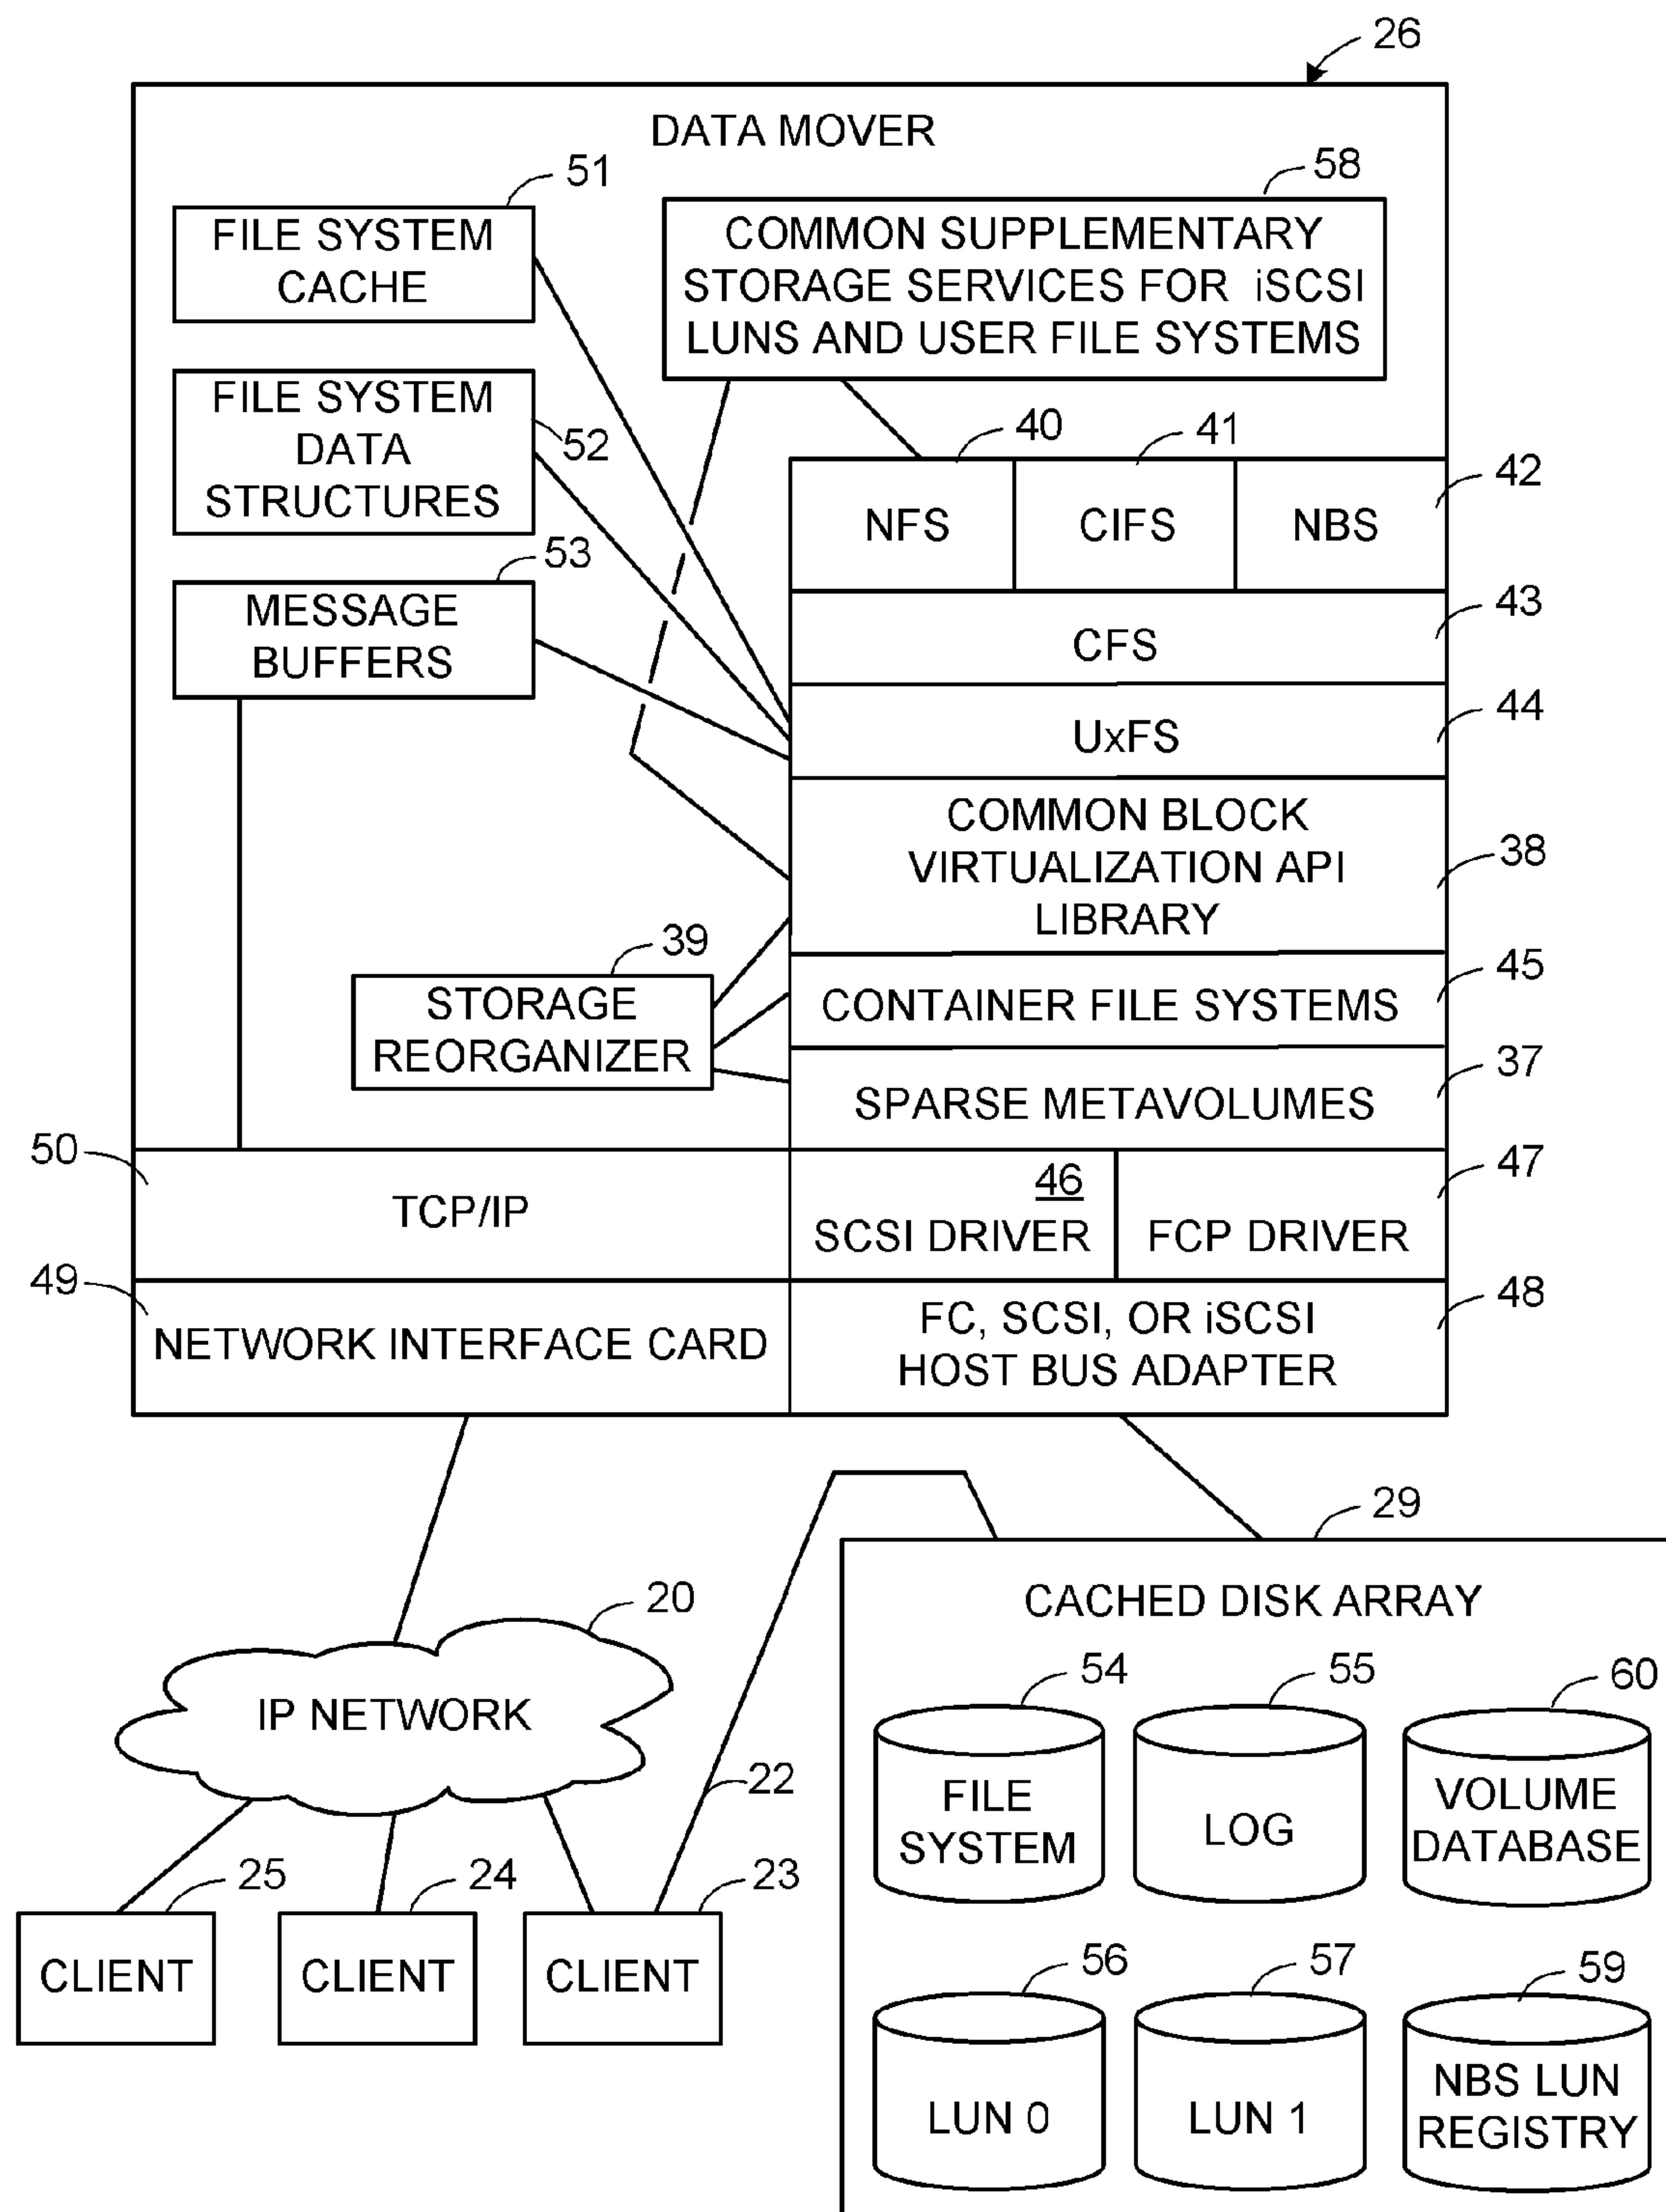 26
DATA MOVER
51
58
FILE SYSTEM
CACHE
COMMON SUPPLEMENTARY
STORAGE SERVICES FOR iSCSI
LUNS AND USER FILE SYSTEMS
FILE SYSTEM
DATA
STRUCTURES
52
40
41
42
NFS
CIFS
NBS
53
MESSAGE
BUFFERS
43
CFS
44
UxFS
COMMON BLOCK
VIRTUALIZATION API
LIBRARY
38
39
STORAGE
REORGANIZER
45
CONTAINER FILE SYSTEMS
37
SPARSE METAVOLUMES
50
TCP/IP
46
SCSI DRIVER
47
FCP DRIVER
49
NETWORK INTERFACE CARD
48
FC, SCSI, OR iSCSI
HOST BUS ADAPTER
29
20
IP NETWORK
22
25
24
23
CLIENT
CLIENT
CLIENT
CACHED DISK ARRAY
54
55
60
FILE
SYSTEM
LOG
VOLUME
DATABASE
56
57
59
LUN 0
LUN 1
NBS LUN
REGISTRY